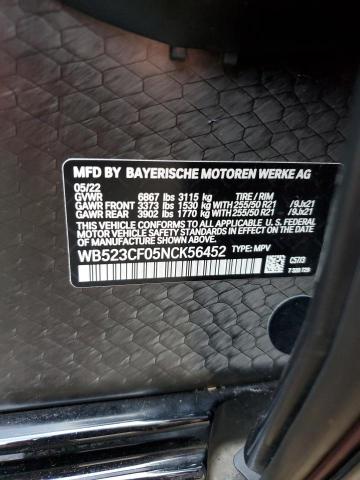 MFD BY BAYERISCHE MOTOREN WERKE AG
05/22
GVWR 6867 lbs 3115 kg TIRE / RIM
GAWR FRONT 3373 lbs 1530 kg 255/50 R21 /9Jx21
GAWR REAR 3902 lbs 1770 kg 255/50 R21 /9Jx21
THIS VEHICLE CONFORMS TO ALL APPLICABLE U.S. FEDERAL
MOTOR VEHICLE SAFETY STANDARDS IN EFFECT ON THE
DATE OF MANUFACTURE SHOWN ABOVE.
WB523CF05NCK56452 TYPE: MPV
C57/3